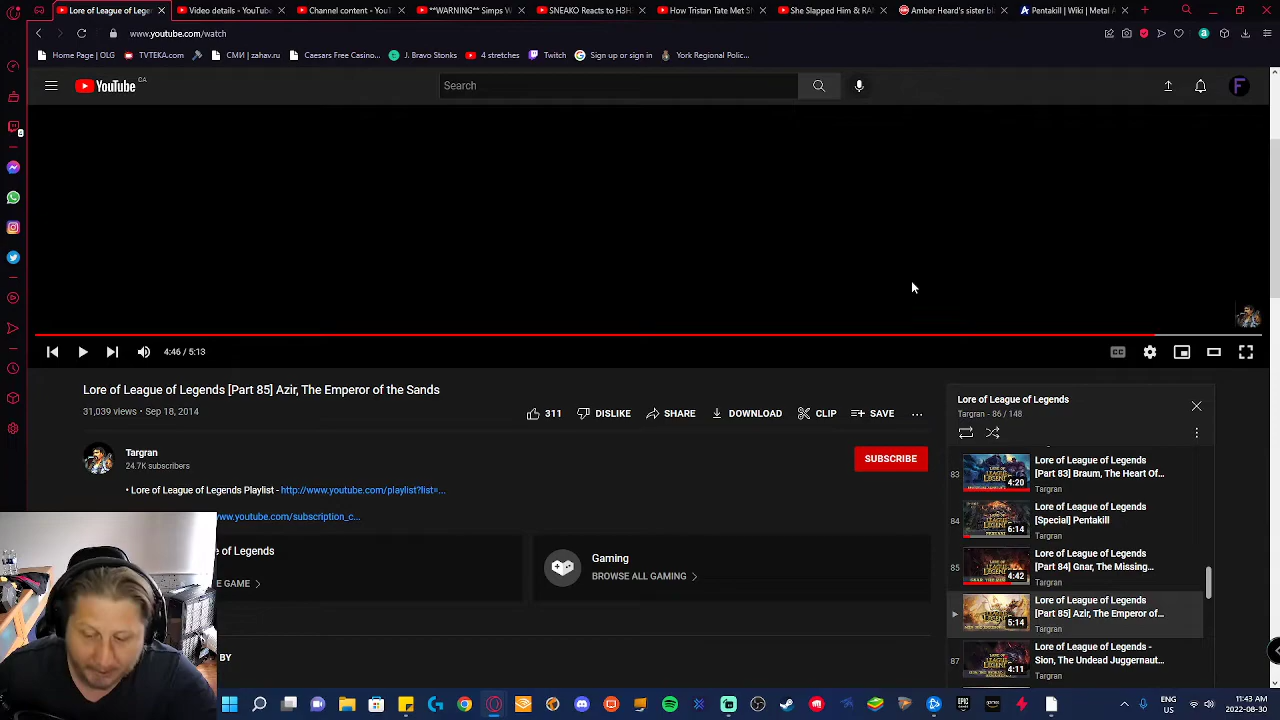 Lore of League of Legen
Video details - YouTube
Channel content - YouT
**WARNING** Simps W
SNEAKO Reacts to H3H
How Tristan Tate Met Sh
She Slapped Him & RAN
Amber Heard's sister bl
Pentakill | Wiki | Metal A
www.youtube.com/watch
Home Page | OLG
TVTEKA.COM
СМИ | zahav.ru
Caesars Free Casino...
J. Bravo Stonks
4 stretches
Twitch
Sign up or sign in
York Regional Polic...
YouTube CA
Search
F
4:46 / 5:13
CC
Lore of League of Legends [Part 85] Azir, The Emperor of the Sands
31,039 views • Sep 18, 2014
311
DISLIKE
SHARE
DOWNLOAD
CLIP
SAVE
Targran
24.7K subscribers
SUBSCRIBE
• Lore of League of Legends Playlist
http://www.youtube.com/playlist?list=...
ww.youtube.com/subscription_c...
e of Legends
E GAME
Gaming
BROWSE ALL GAMING
BY
Lore of League of Legends
Targran - 86 / 148
83
4:20
Lore of League of Legends
[Part 83] Braum, The Heart Of...
Targran
84
6:14
Lore of League of Legends
[Special] Pentakill
Targran
85
4:42
Lore of League of Legends
[Part 84] Gnar, The Missing...
Targran
5:14
Lore of League of Legends
[Part 85] Azir, The Emperor of...
Targran
87
4:11
Lore of League of Legends -
Sion, The Undead Juggernaut...
Targran
ENG
US
11:43 AM
2022-08-30